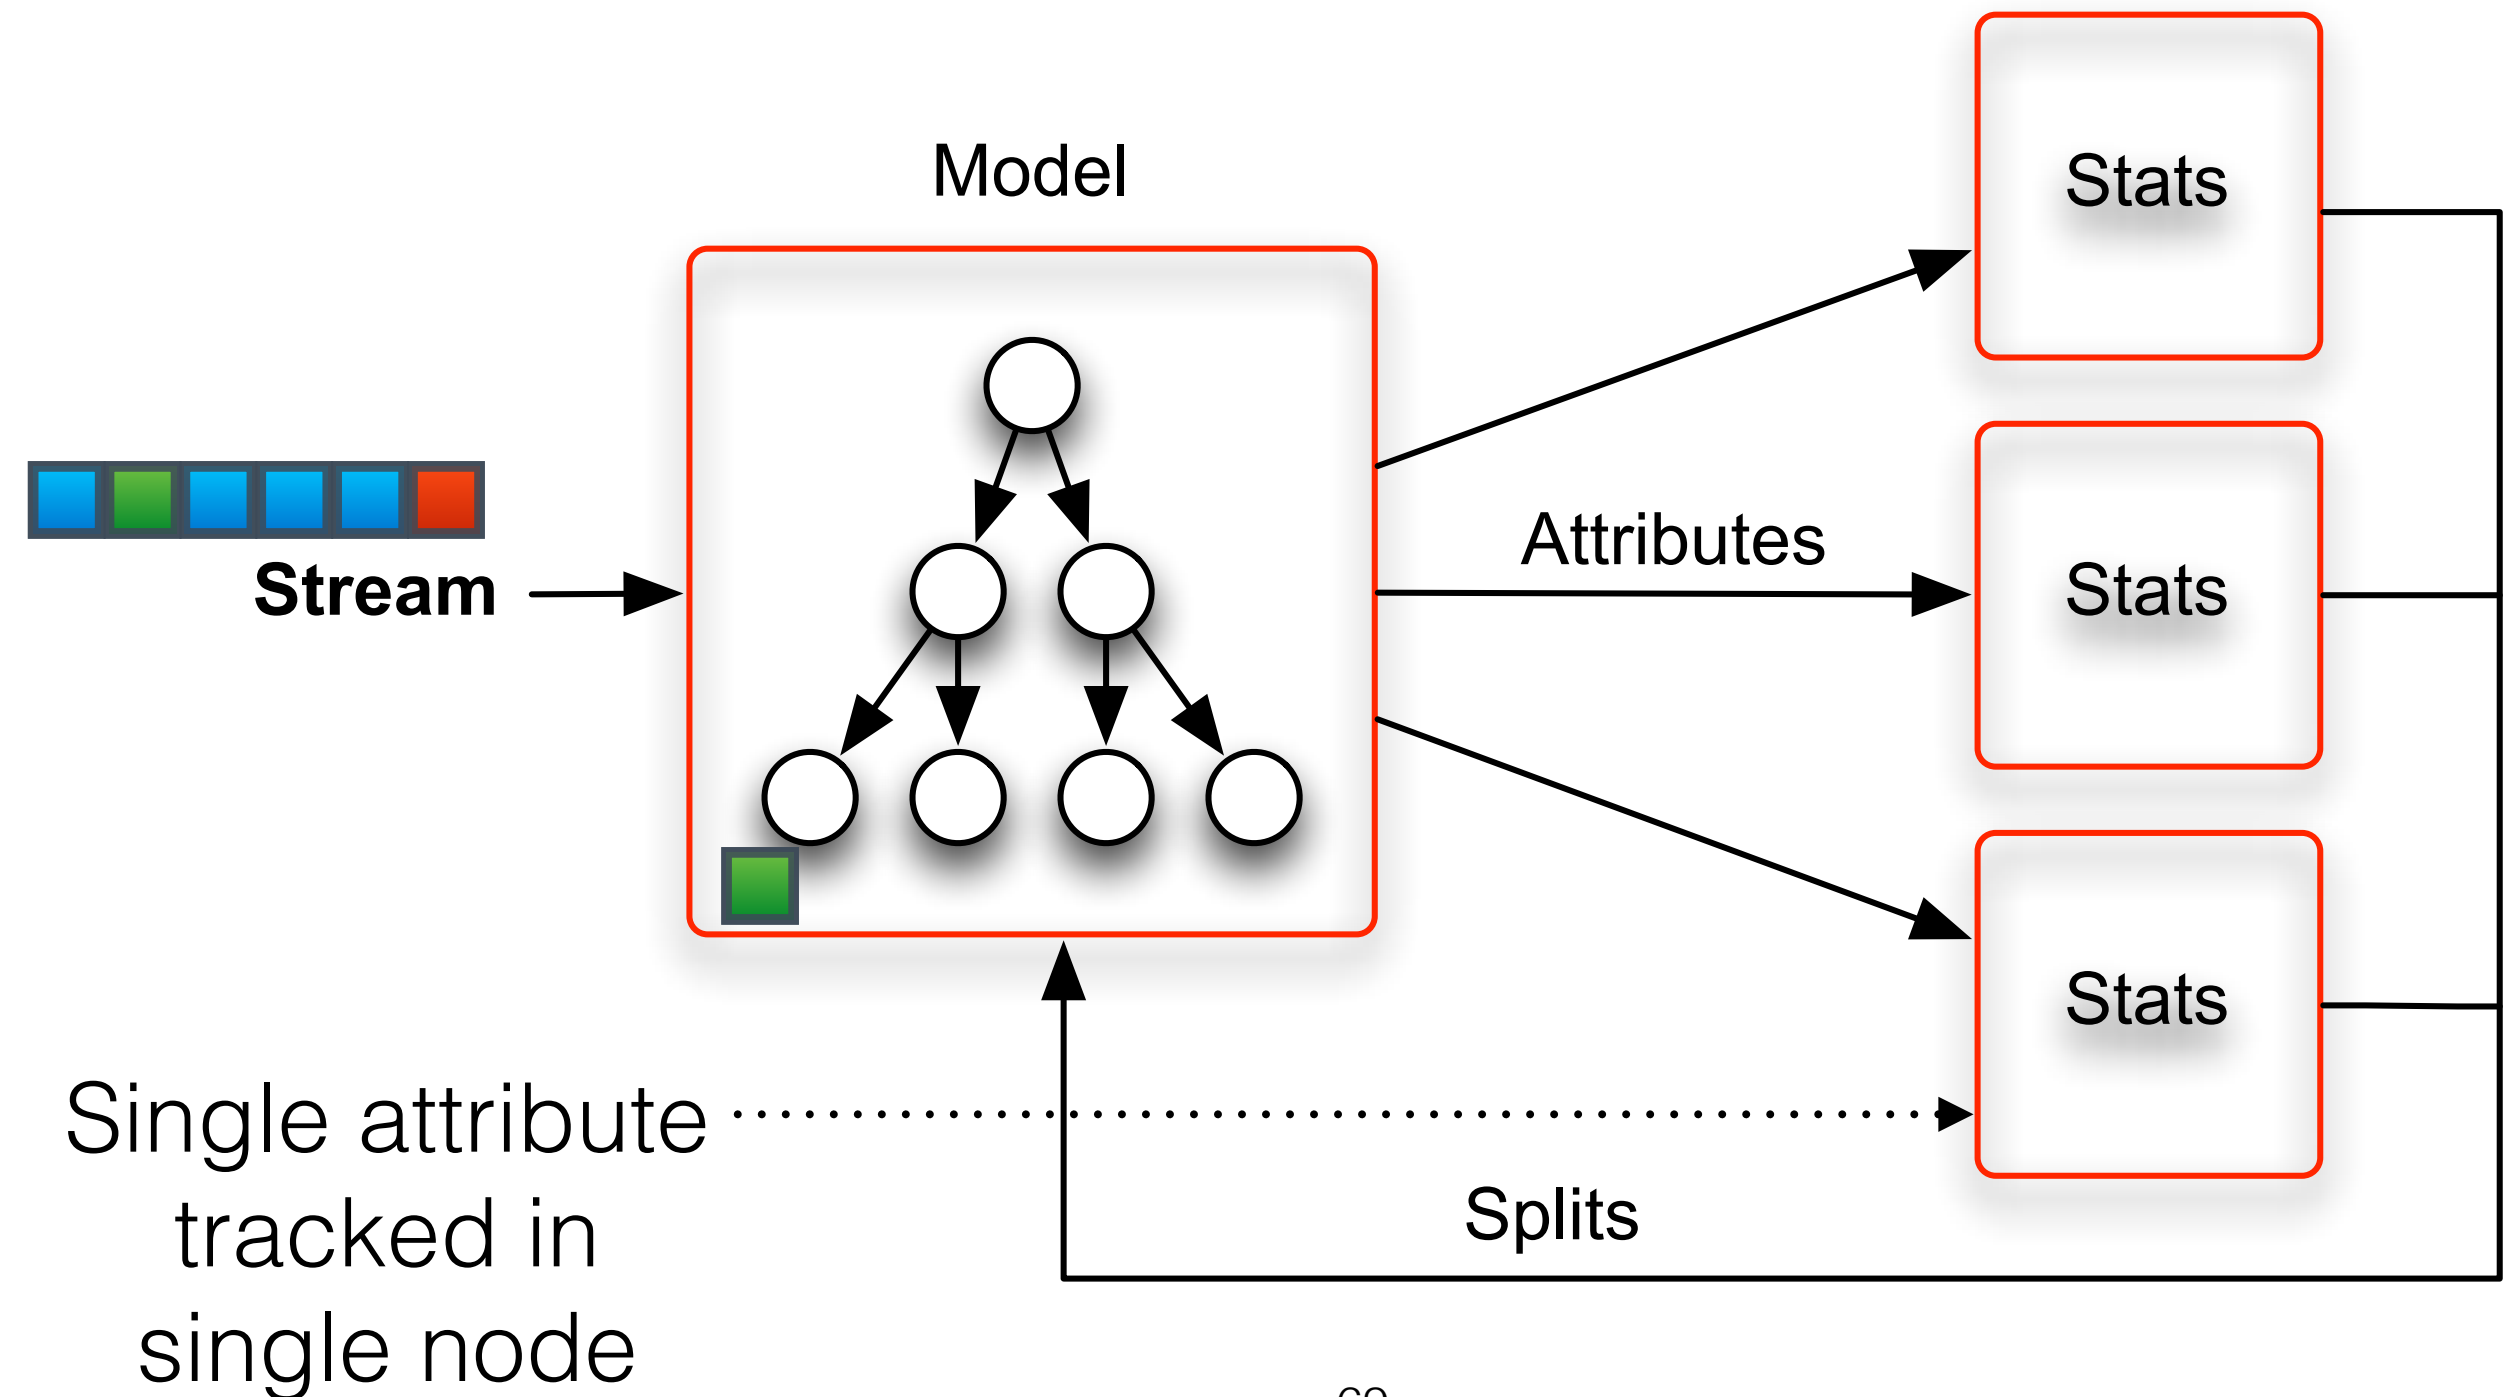 Model
Stats
Stream
Attributes
Stats
Stats
Single attribute
tracked in
single node
Splits